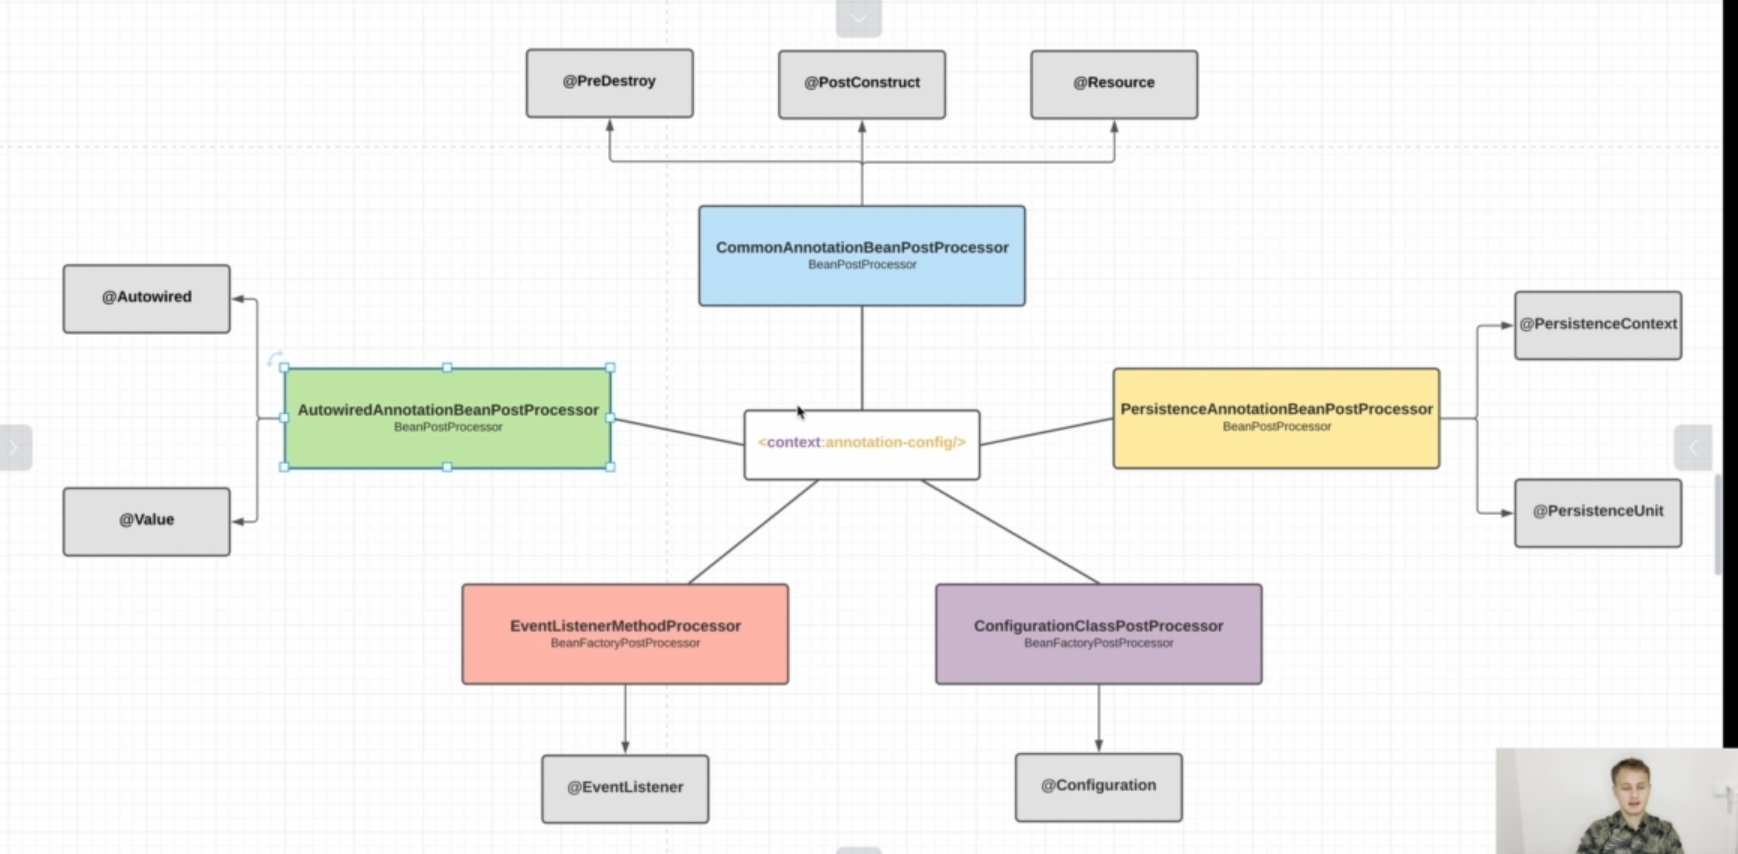 @PreDestroy
@PostConstruct
@Resource
CommonAnnotationBeanPostProcessor
BeanPostProcessor
@Autowired
@PersistenceContext
AutowiredAnnotationBeanPostProcessor
BeanPostProcessor
PersistenceAnnotationBeanPostProcessor
BeanPostProcessor
<context:annotation-config/>
@Value
@PersistenceUnit
EventListenerMethodProcessor
BeanFactoryPostProcessor
ConfigurationClassPostProcessor
BeanFactoryPostProcessor
@EventListener
@Configuration